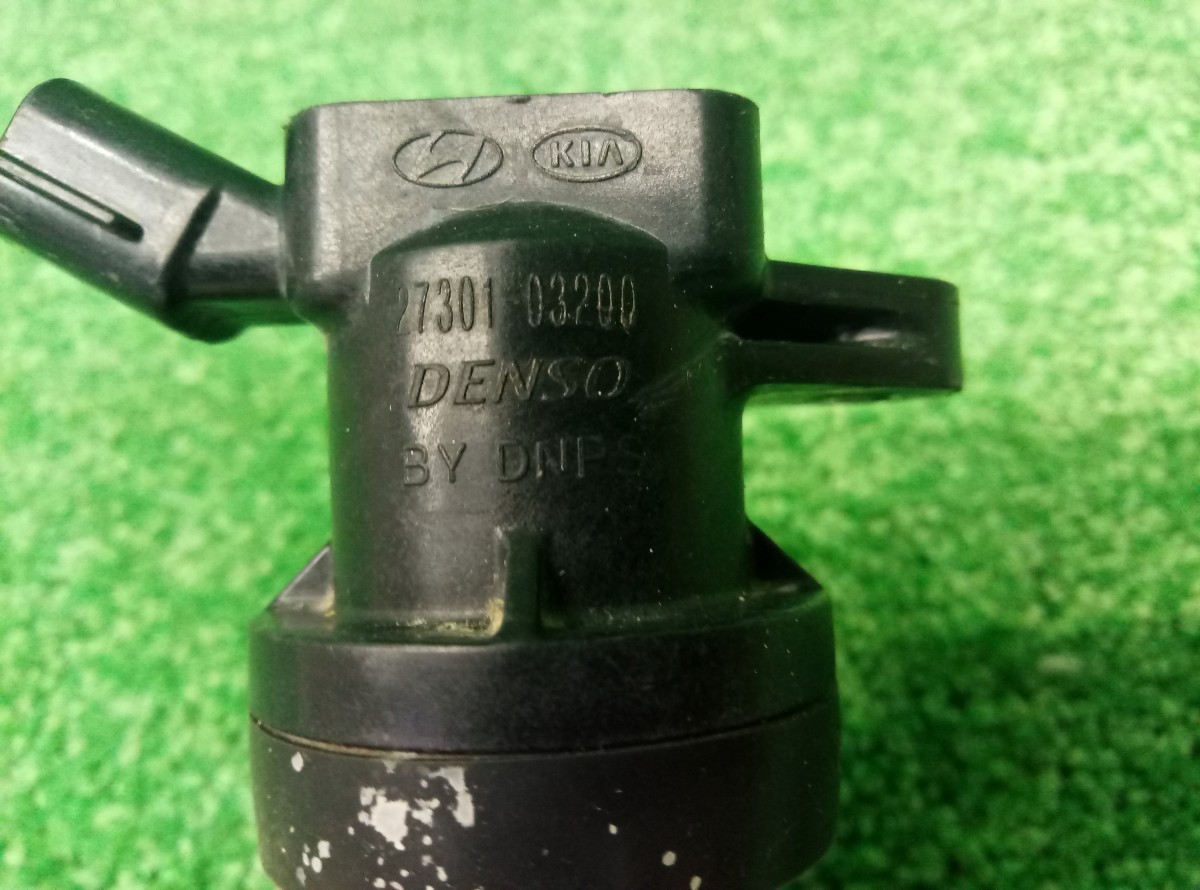 KIA
27301 03200
DENSO
BY DNPS